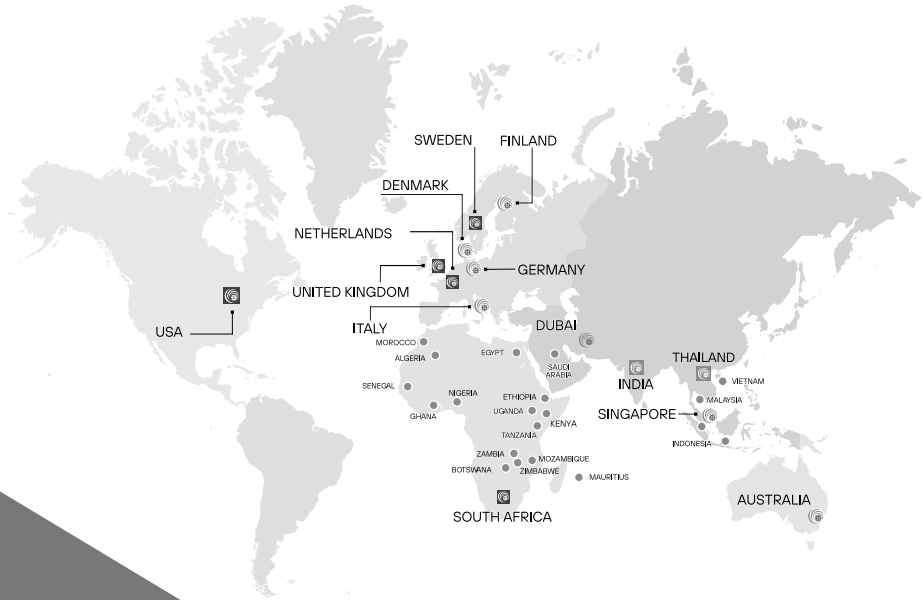 SWEDEN
FINLAND
DENMARK
NETHERLANDS
GERMANY
UNITED KINGDOM
ITALY
USA
DUBAI
MOROCCO
ALGERIA
EGYPT
SAUDI
ARABIA
THAILAND
INDIA
VIETNAM
SENEGAL
NIGERIA
ETHIOPIA
MALAYSIA
GHANA
UGANDA
KENYA
SINGAPORE
TANZANIA
INDONESIA
ZAMBIA
MOZAMBIQUE
BOTSWANA
ZIMBABWE
MAURITIUS
SOUTH AFRICA
AUSTRALIA